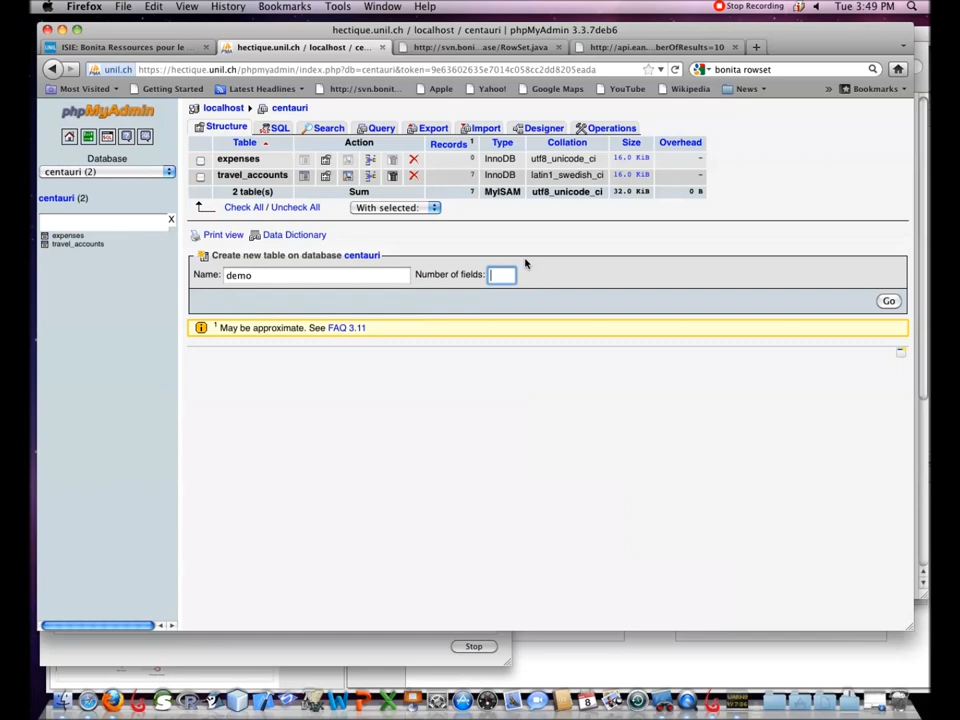 Firefox File Edit View History Bookmarks Tools Window Help Stop Recording Tue 3:49 PM
hectique.unil.ch / localhost / centauri | phpMyAdmin 3.3.7deb6
ISIE: Bonita Ressources pour le ... hectique.unil.ch / localhost / ce... http://svn.bonit...ase/RowSet.java http://api.ean....berOfResults=10
unil.ch https://hectique.unil.ch/phpmyadmin/index.php?db=centauri&token=9e63602635e7014c058cc2dd8205eada bonita rowset
Most Visited Getting Started Latest Headlines http://svn.bonit... Apple Yahoo! Google Maps YouTube Wikipedia News Bookmarks
phpMyAdmin
Database
centauri (2)
centauri (2)
X
expenses
travel_accounts
localhost centauri
Structure SQL Search Query Export Import Designer Operations
Table Action Records 1 Type Collation Size Overhead
expenses 0 InnoDB utf8_unicode_ci 16.0 KiB -
travel_accounts 7 InnoDB latin1_swedish_ci 16.0 KiB -
2 table(s) Sum 7 MyISAM utf8_unicode_ci 32.0 KiB 0 B
Check All / Uncheck All With selected:
Print view Data Dictionary
Create new table on database centauri
Name: demo Number of fields:
Go
1 May be approximate. See FAQ 3.11
Stop